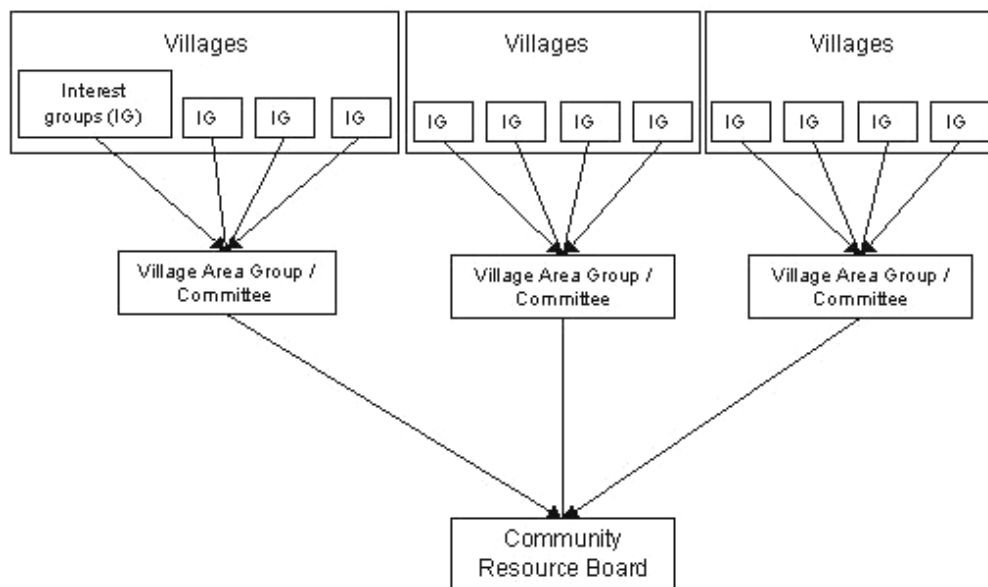 Villages
Villages
Villages
Interest
groups (IG)
IG
IG
IG
IG
IG
IG
IG
IG
IG
IG
IG
Village Area Group /
Committee
Village Area Group /
Committee
Village Area Group /
Committee
Community
Resource Board